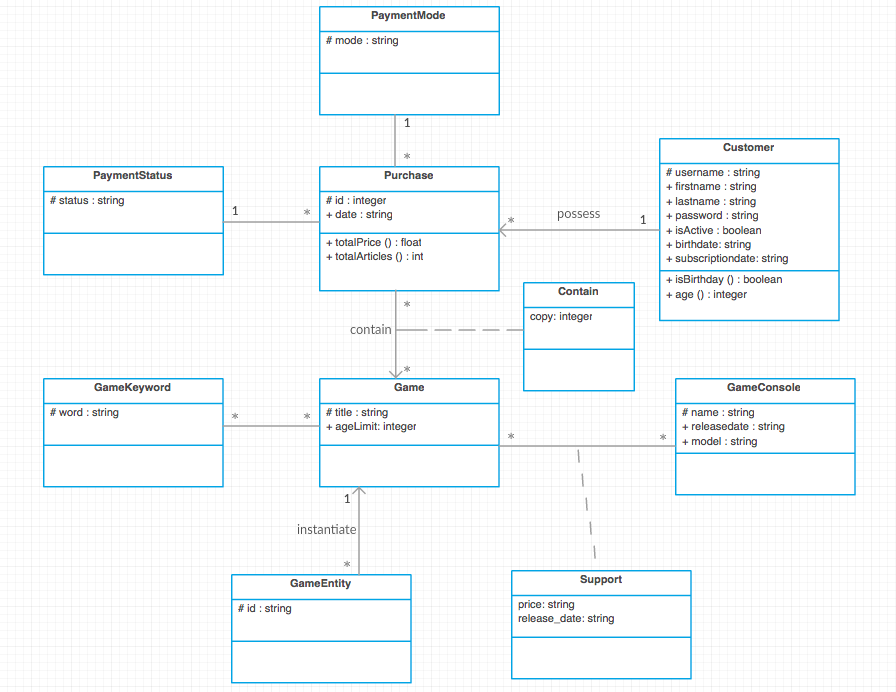 PaymentMode
# mode : string
1
*
PaymentStatus
# status : string
1
*
Purchase
# id : integer
+ date : string
+ totalPrice () : float
+ totalArticles () : int
*
possess
1
Customer
# username : string
+ firstname : string
+ lastname : string
+ password : string
+ isActive : boolean
+ birthdate: string
+ subscriptiondate: string
+ isBirthday () : boolean
+ age () : integer
*
contain
*
Contain
copy: integer
GameKeyword
# word : string
*
*
Game
# title : string
+ ageLimit: integer
*
*
GameConsole
# name : string
+ releasedate : string
+ model : string
1
instantiate
*
GameEntity
# id : string
Support
price: string
release_date: string